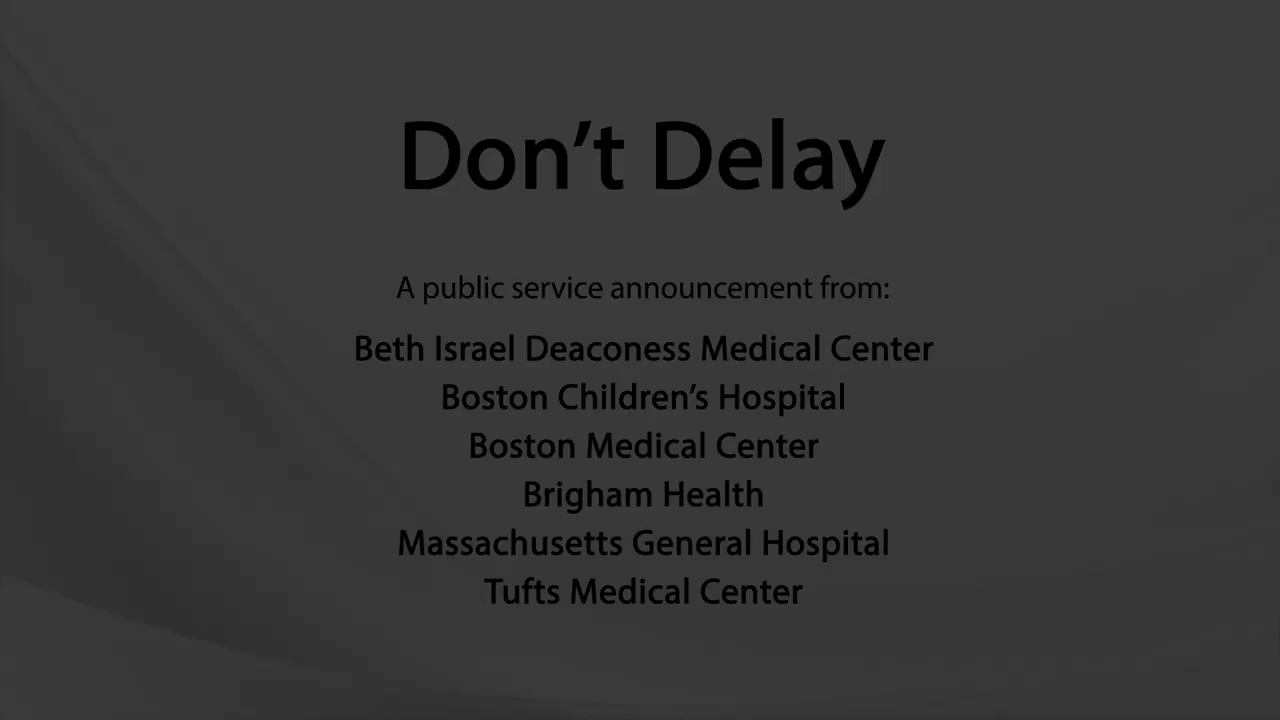 Don’t Delay
A public service announcement from:
Beth Israel Deaconess Medical Center
Boston Children’s Hospital
Boston Medical Center
Brigham Health
Massachusetts General Hospital
Tufts Medical Center